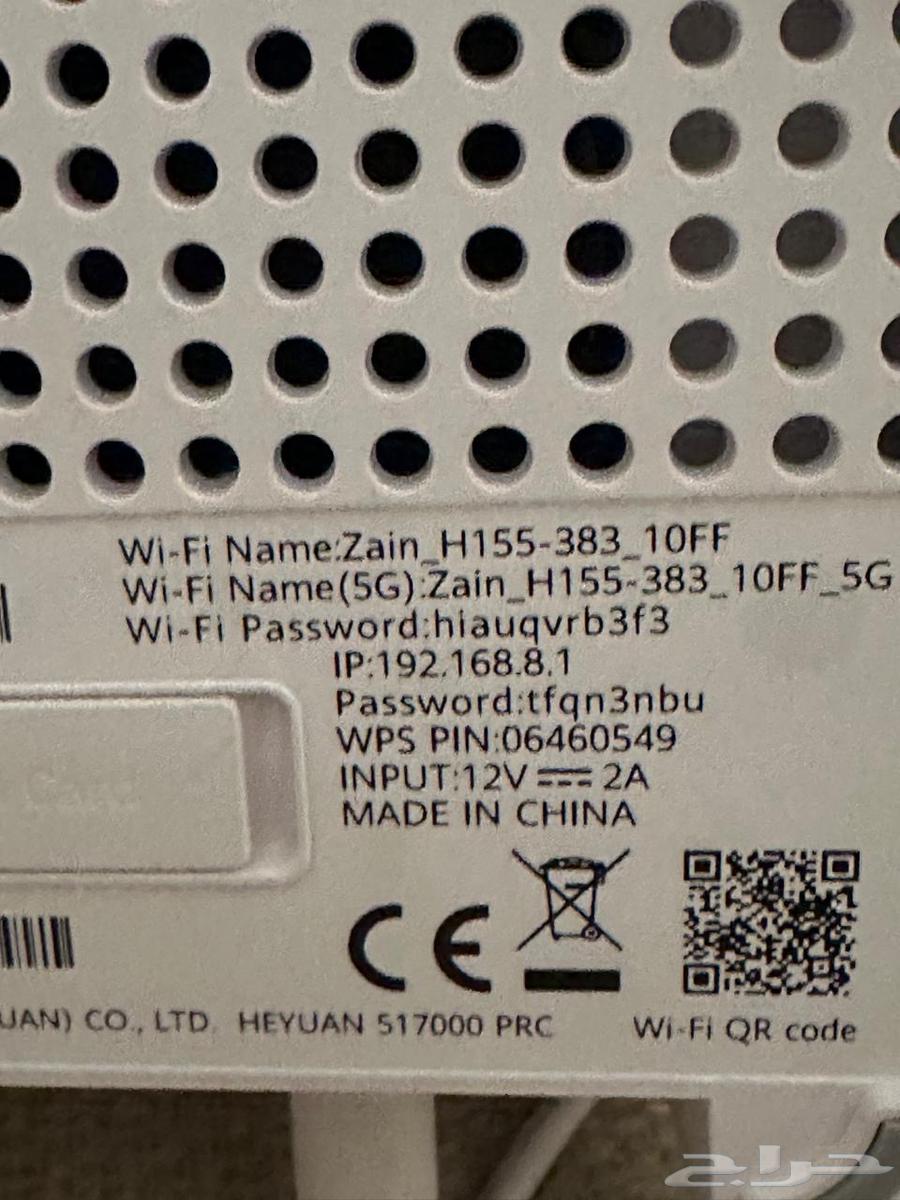 Wi-Fi Name:Zain_H155-383_10FF
Wi-Fi Name(5G):Zain_H155-383_10FF_5G
Wi-Fi Password:hiauqvrb3f3
IP:192.168.8.1
Password:tfqn3nbu
WPS PIN:06460549
INPUT:12V⎓2A
MADE IN CHINA
CE
UAN) CO., LTD. HEYUAN 517000 PRC
Wi-Fi QR code
حراج